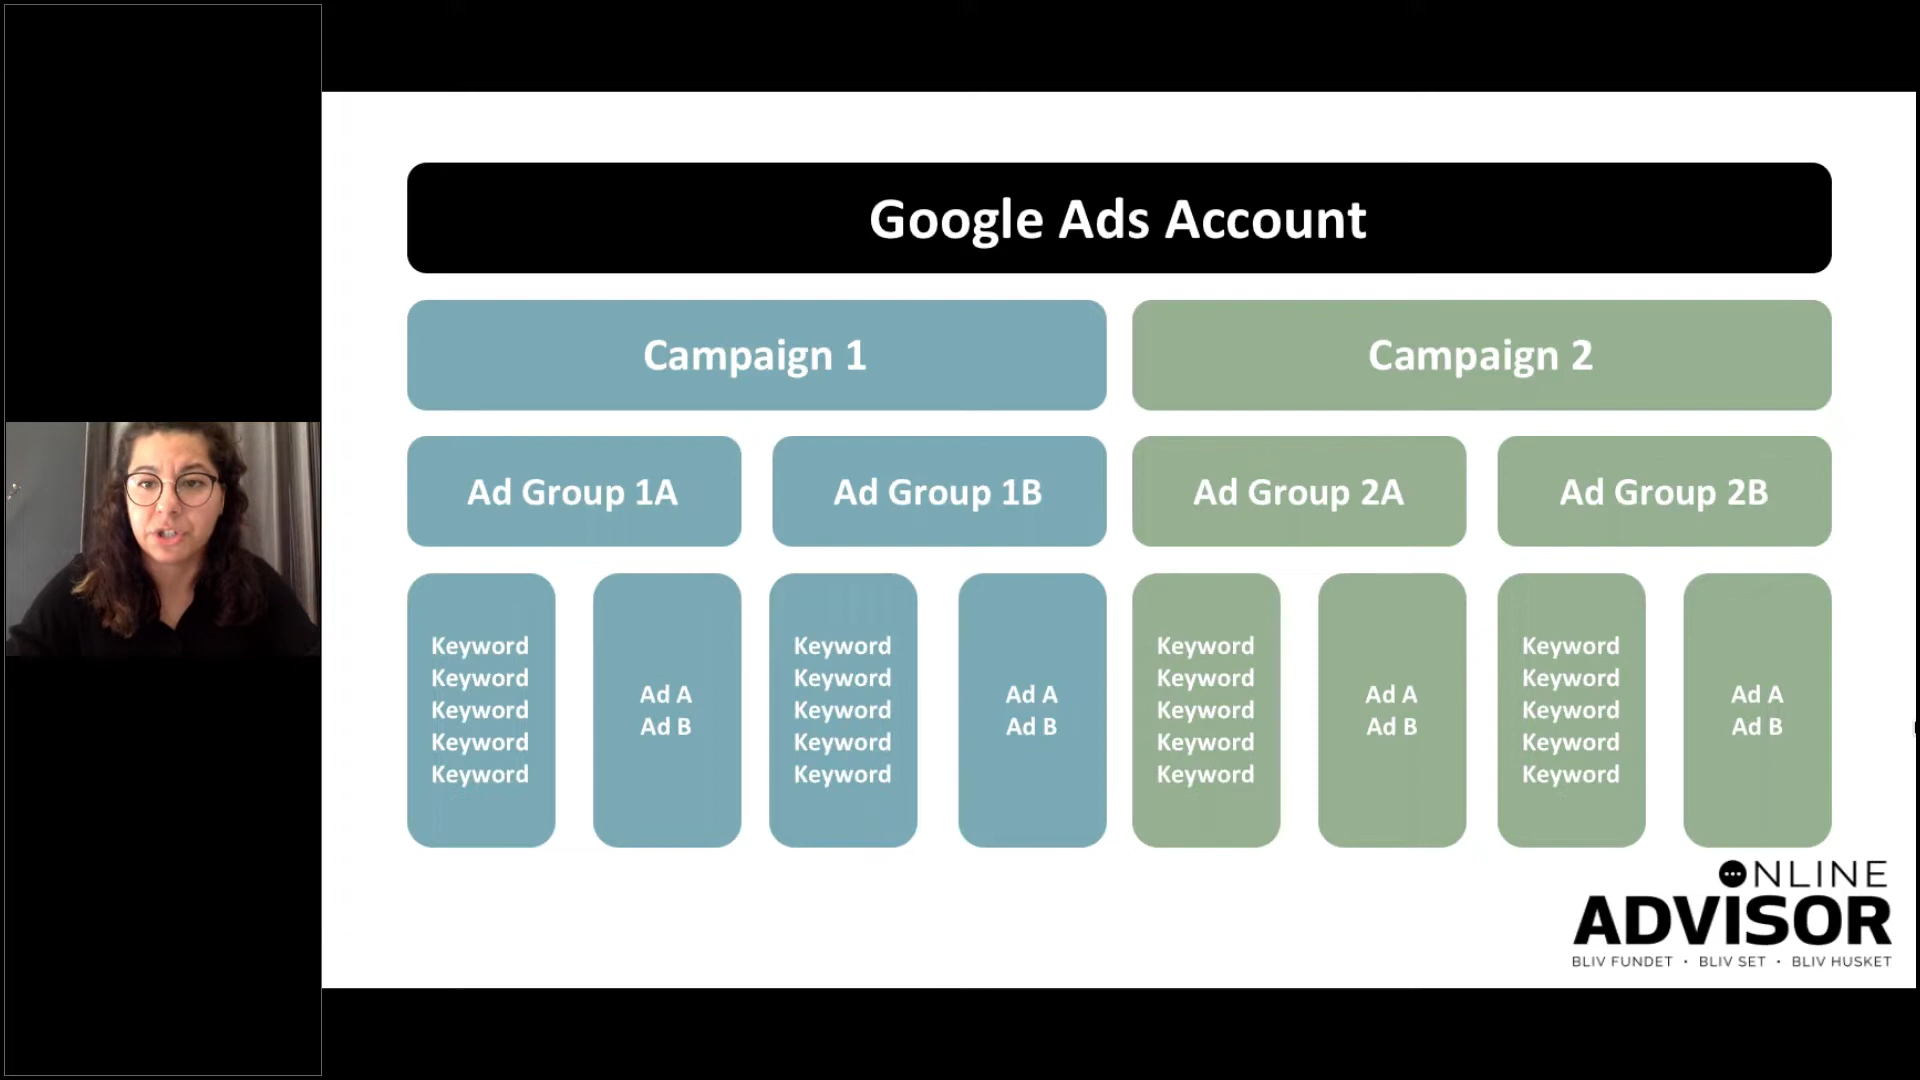 Google Ads Account
Campaign 1
Campaign 2
Ad Group 1A
Ad Group 1B
Ad Group 2A
Ad Group 2B
Keyword
Keyword
Keyword
Keyword
Keyword
Ad A
Ad B
Keyword
Keyword
Keyword
Keyword
Keyword
Ad A
Ad B
Keyword
Keyword
Keyword
Keyword
Keyword
Ad A
Ad B
Keyword
Keyword
Keyword
Keyword
Keyword
Ad A
Ad B
ONLINE
ADVISOR
BLIV FUNDET · BLIV SET · BLIV HUSKET